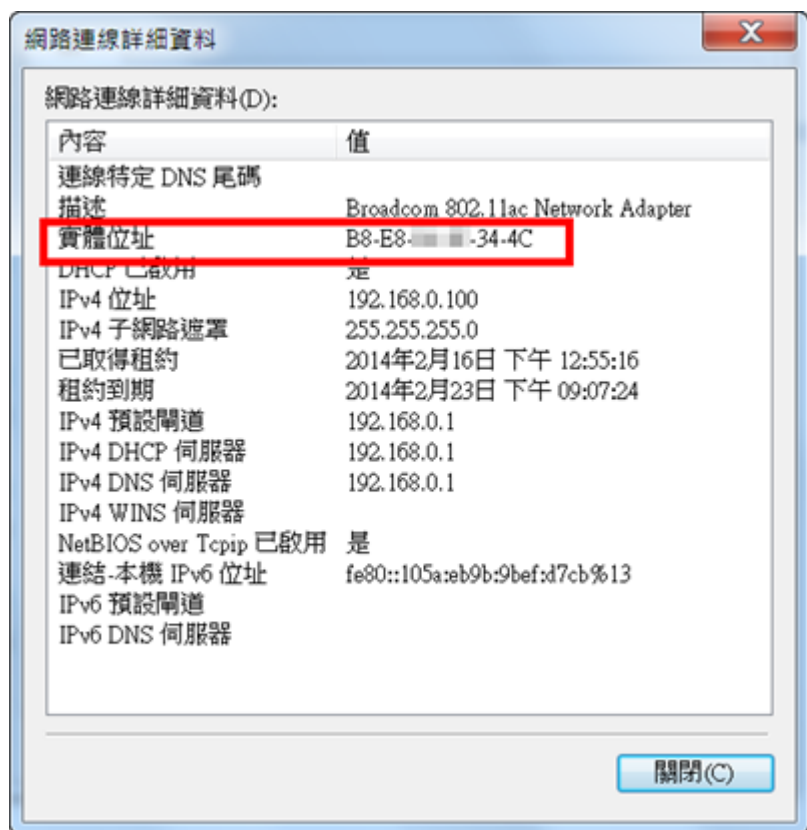 網路連線詳細資料
網路連線詳細資料(D):
內容 值
連線特定 DNS 尾碼
描述 Broadcom 802.11ac Network Adapter
實體位址 B8-E8- -34-4C
DHCP 已啟用 是
IPv4 位址 192.168.0.100
IPv4 子網路遮罩 255.255.255.0
已取得租約 2014年2月16日 下午 12:55:16
租約到期 2014年2月23日 下午 09:07:24
IPv4 預設閘道 192.168.0.1
IPv4 DHCP 伺服器 192.168.0.1
IPv4 DNS 伺服器 192.168.0.1
IPv4 WINS 伺服器
NetBIOS over Tcpip 已啟用 是
連結-本機 IPv6 位址 fe80::105a:eb9b:9bef:d7cb%13
IPv6 預設閘道
IPv6 DNS 伺服器
關閉(C)